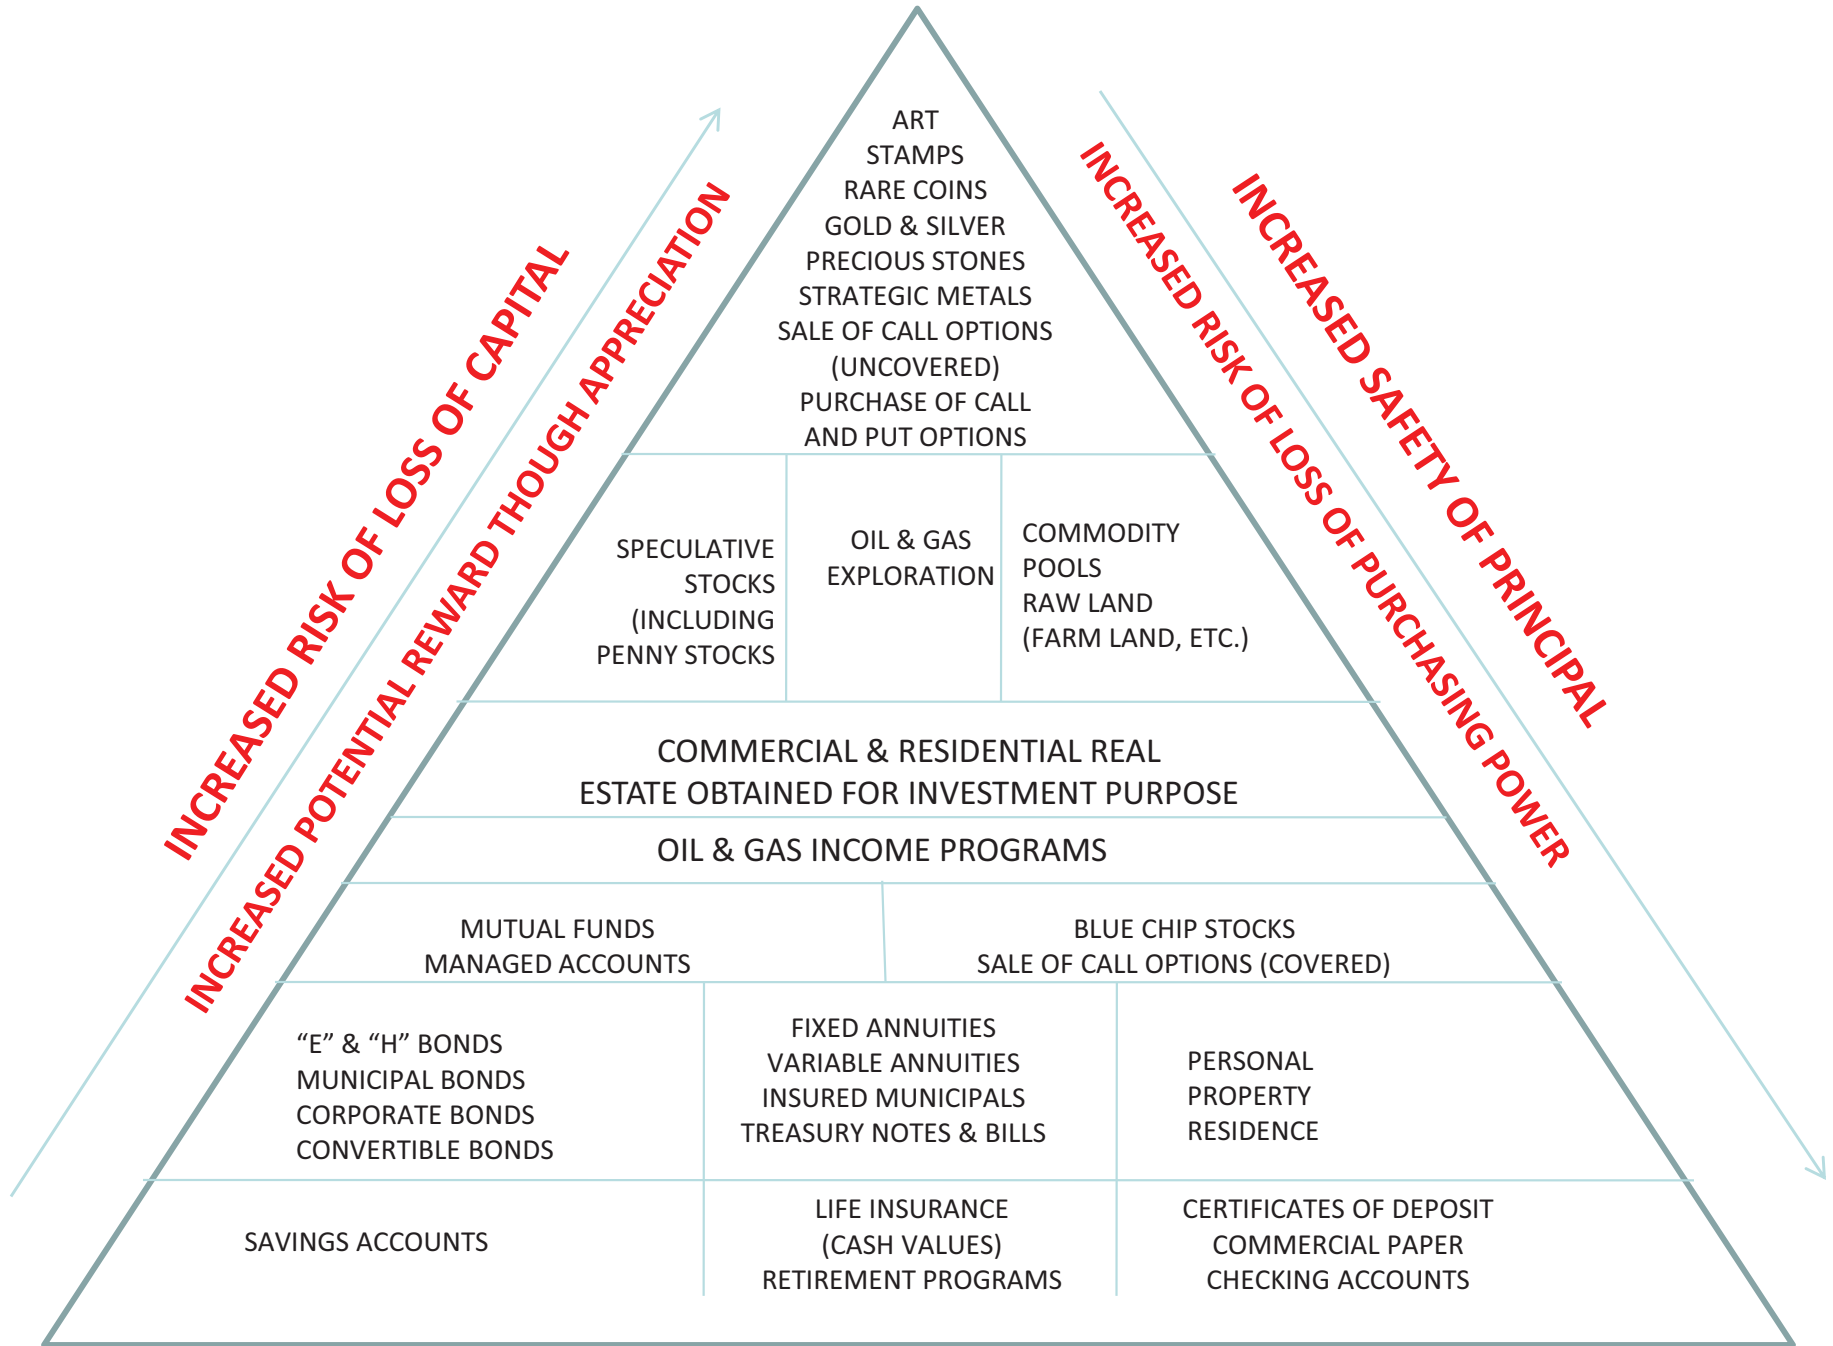 ART
STAMPS
RARE COINS
GOLD & SILVER
PRECIOUS STONES
STRATEGIC METALS
SALE OF CALL OPTIONS
(UNCOVERED)
PURCHASE OF CALL
AND PUT OPTIONS
INCREASED RISK OF LOSS OF CAPITAL
INCREASED POTENTIAL REWARD THOUGH APPRECIATION
INCREASED RISK OF LOSS OF PURCHASING POWER
INCREASED SAFETY OF PRINCIPAL
SPECULATIVE
STOCKS
(INCLUDING
PENNY STOCKS
OIL & GAS
EXPLORATION
COMMODITY
POOLS
RAW LAND
(FARM LAND, ETC.)
COMMERCIAL & RESIDENTIAL REAL
ESTATE OBTAINED FOR INVESTMENT PURPOSE
OIL & GAS INCOME PROGRAMS
MUTUAL FUNDS
MANAGED ACCOUNTS
BLUE CHIP STOCKS
SALE OF CALL OPTIONS (COVERED)
“E” & “H” BONDS
MUNICIPAL BONDS
CORPORATE BONDS
CONVERTIBLE BONDS
FIXED ANNUITIES
VARIABLE ANNUITIES
INSURED MUNICIPALS
TREASURY NOTES & BILLS
PERSONAL
PROPERTY
RESIDENCE
SAVINGS ACCOUNTS
LIFE INSURANCE
(CASH VALUES)
RETIREMENT PROGRAMS
CERTIFICATES OF DEPOSIT
COMMERCIAL PAPER
CHECKING ACCOUNTS